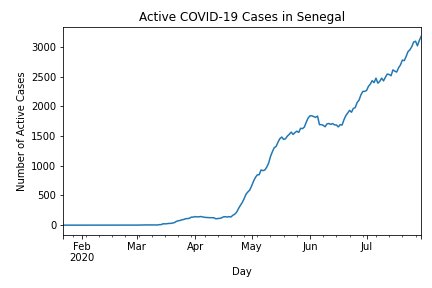 Active COVID-19 Cases in Senegal
Number of Active Cases
3000
2500
2000
1500
1000
500
0
Feb Mar Apr May Jun Jul
2020
Day